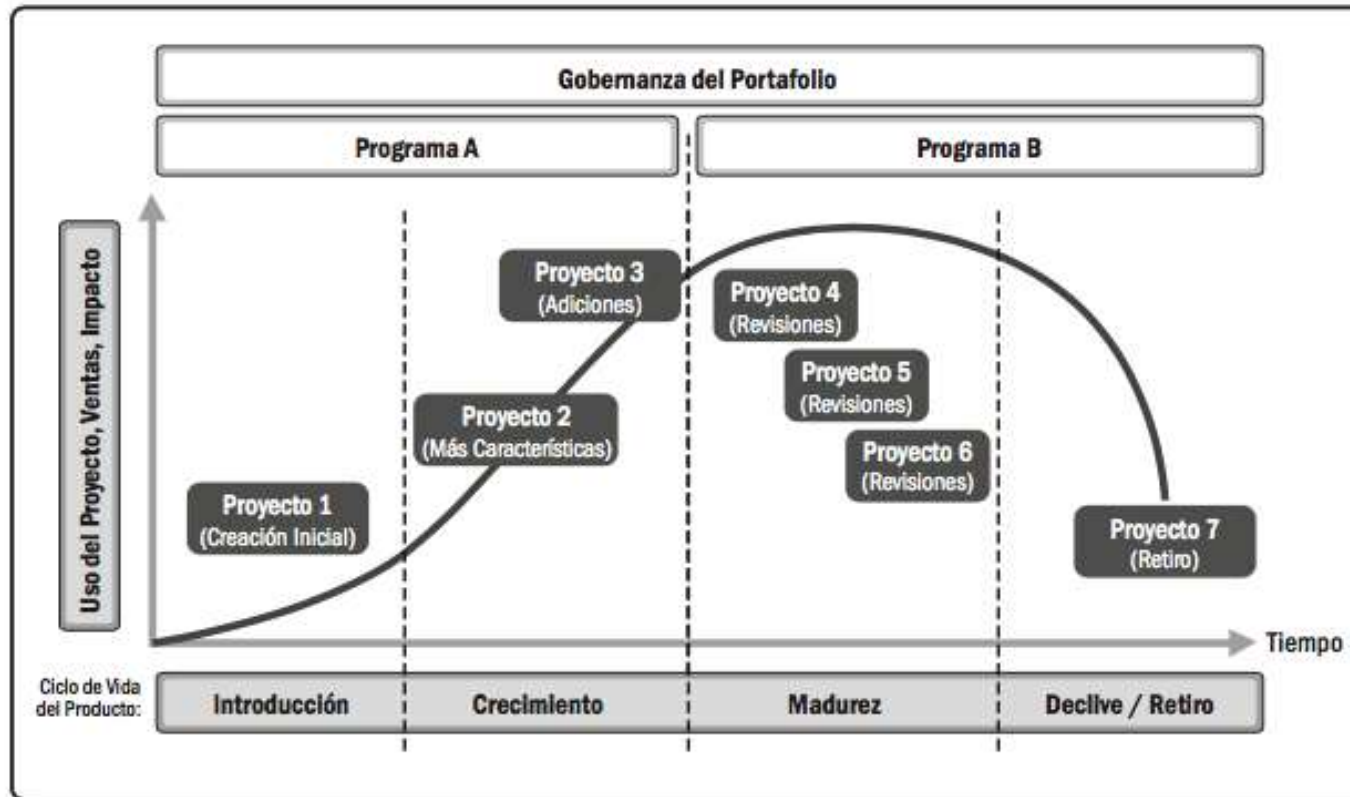 Gobernanza del Portafolio
Programa A
Programa B
Uso del Proyecto, Ventas, Impacto
Proyecto 3
(Adiciones)
Proyecto 4
(Revisiones)
Proyecto 5
(Revisiones)
Proyecto 2
(Más Características)
Proyecto 6
(Revisiones)
Proyecto 1
(Creación Inicial)
Proyecto 7
(Retiro)
Tiempo
Ciclo de Vida
del Producto:
Introducción
Crecimiento
Madurez
Declive / Retiro